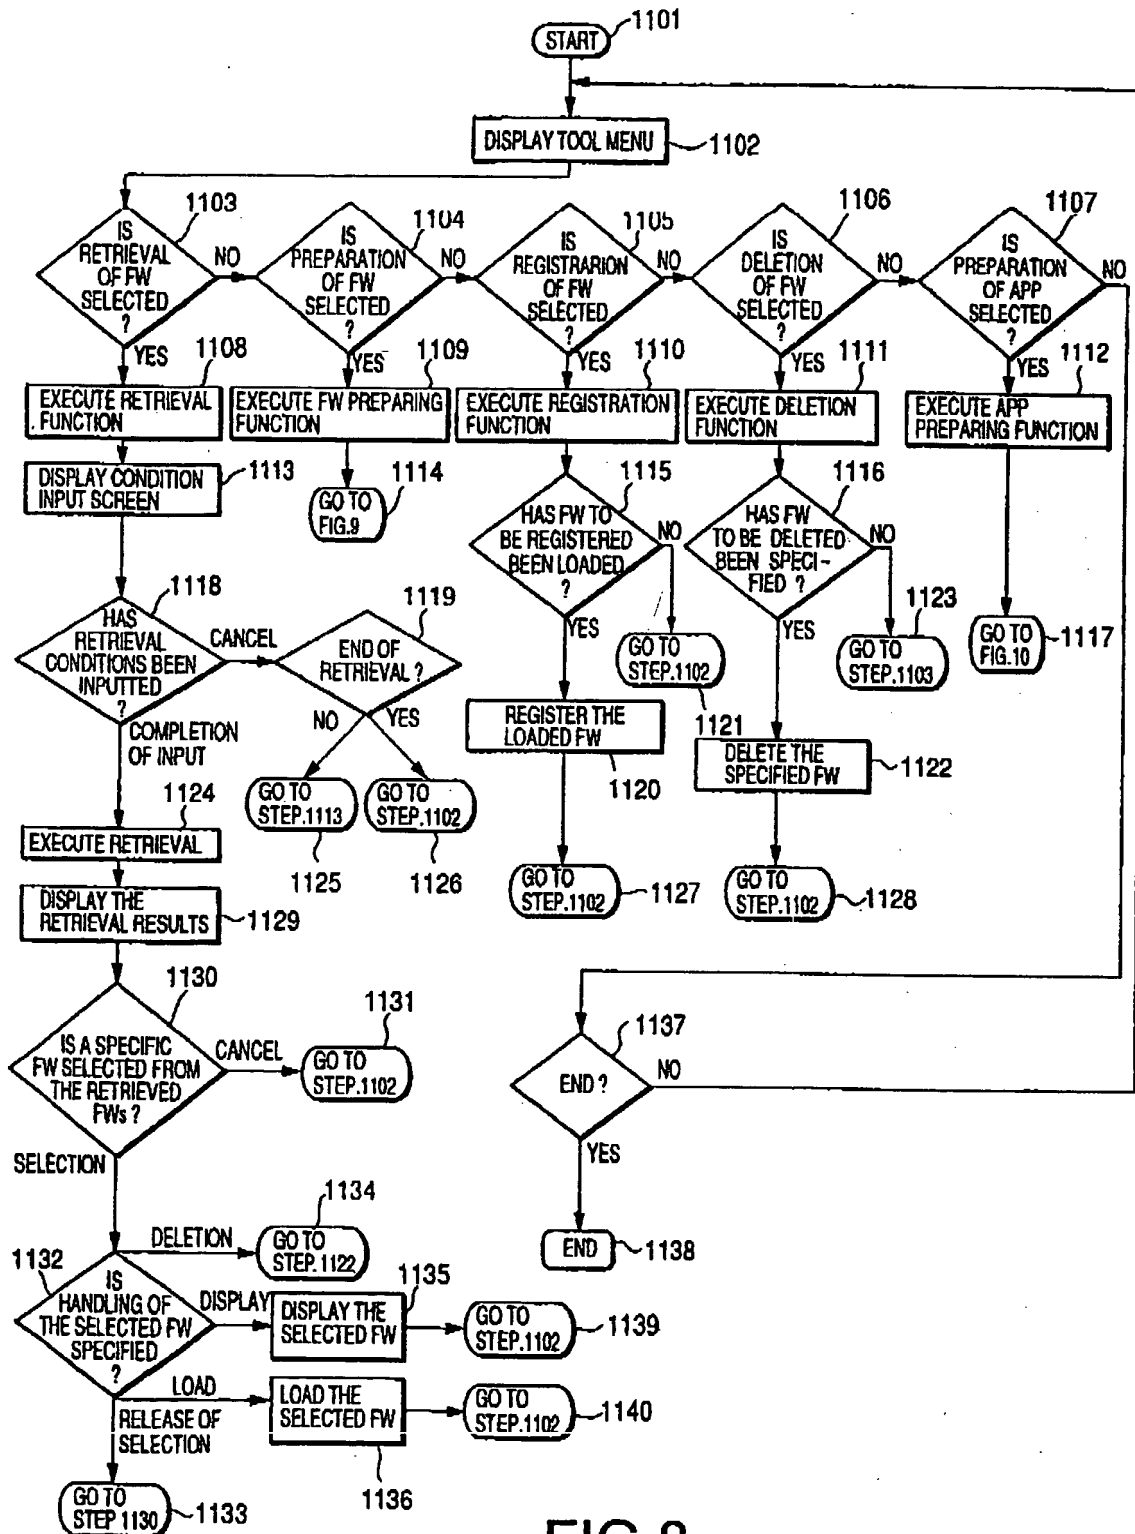 1101
START
DISPLAY TOOL MENU
1102
1103
IS
RETRIEVAL
OF FW
SELECTED
?
NO
YES
1104
IS
PREPARATION
OF FW
SELECTED
?
NO
YES
1105
IS
REGISTRARION
OF FW
SELECTED
?
NO
YES
1106
IS
DELETION
OF FW
SELECTED
?
NO
YES
1107
IS
PREPARATION
OF APP
SELECTED
?
NO
YES
1108
EXECUTE RETRIEVAL
FUNCTION
1109
EXECUTE FW PREPARING
FUNCTION
1110
EXECUTE REGISTRATION
FUNCTION
1111
EXECUTE DELETION
FUNCTION
1112
EXECUTE APP
PREPARING FUNCTION
DISPLAY CONDITION
INPUT SCREEN
1113
GO TO
FIG.9
1114
1115
HAS FW TO
BE REGISTERED
BEEN LOADED
?
NO
YES
1116
HAS FW
TO BE DELETED
BEEN SPECI-
FIED ?
NO
YES
GO TO
FIG.10
1117
1118
HAS
RETRIEVAL
CONDITIONS BEEN
INPUTTED
?
CANCEL
COMPLETION
OF INPUT
1119
END OF
RETRIEVAL ?
NO
YES
GO TO
STEP.1102
1121
1123
GO TO
STEP.1103
REGISTER THE
LOADED FW
1120
DELETE THE
SPECIFIED FW
1122
1124
EXECUTE RETRIEVAL
GO TO
STEP.1113
1125
GO TO
STEP.1102
1126
GO TO
STEP.1102
1127
GO TO
STEP.1102
1128
DISPLAY THE
RETRIEVAL RESULTS
1129
1130
IS A SPECIFIC
FW SELECTED FROM
THE RETRIEVED
FWs ?
CANCEL
SELECTION
1131
GO TO
STEP.1102
1137
END ?
NO
YES
END
1138
1132
IS
HANDLING OF
THE SELECTED FW
SPECIFIED
?
DELETION
1134
GO TO
STEP.1122
DISPLAY
1135
DISPLAY THE
SELECTED FW
GO TO
STEP.1102
1139
LOAD
LOAD THE
SELECTED FW
1136
GO TO
STEP.1102
1140
RELEASE OF
SELECTION
GO TO
STEP 1130
1133
FIG.8